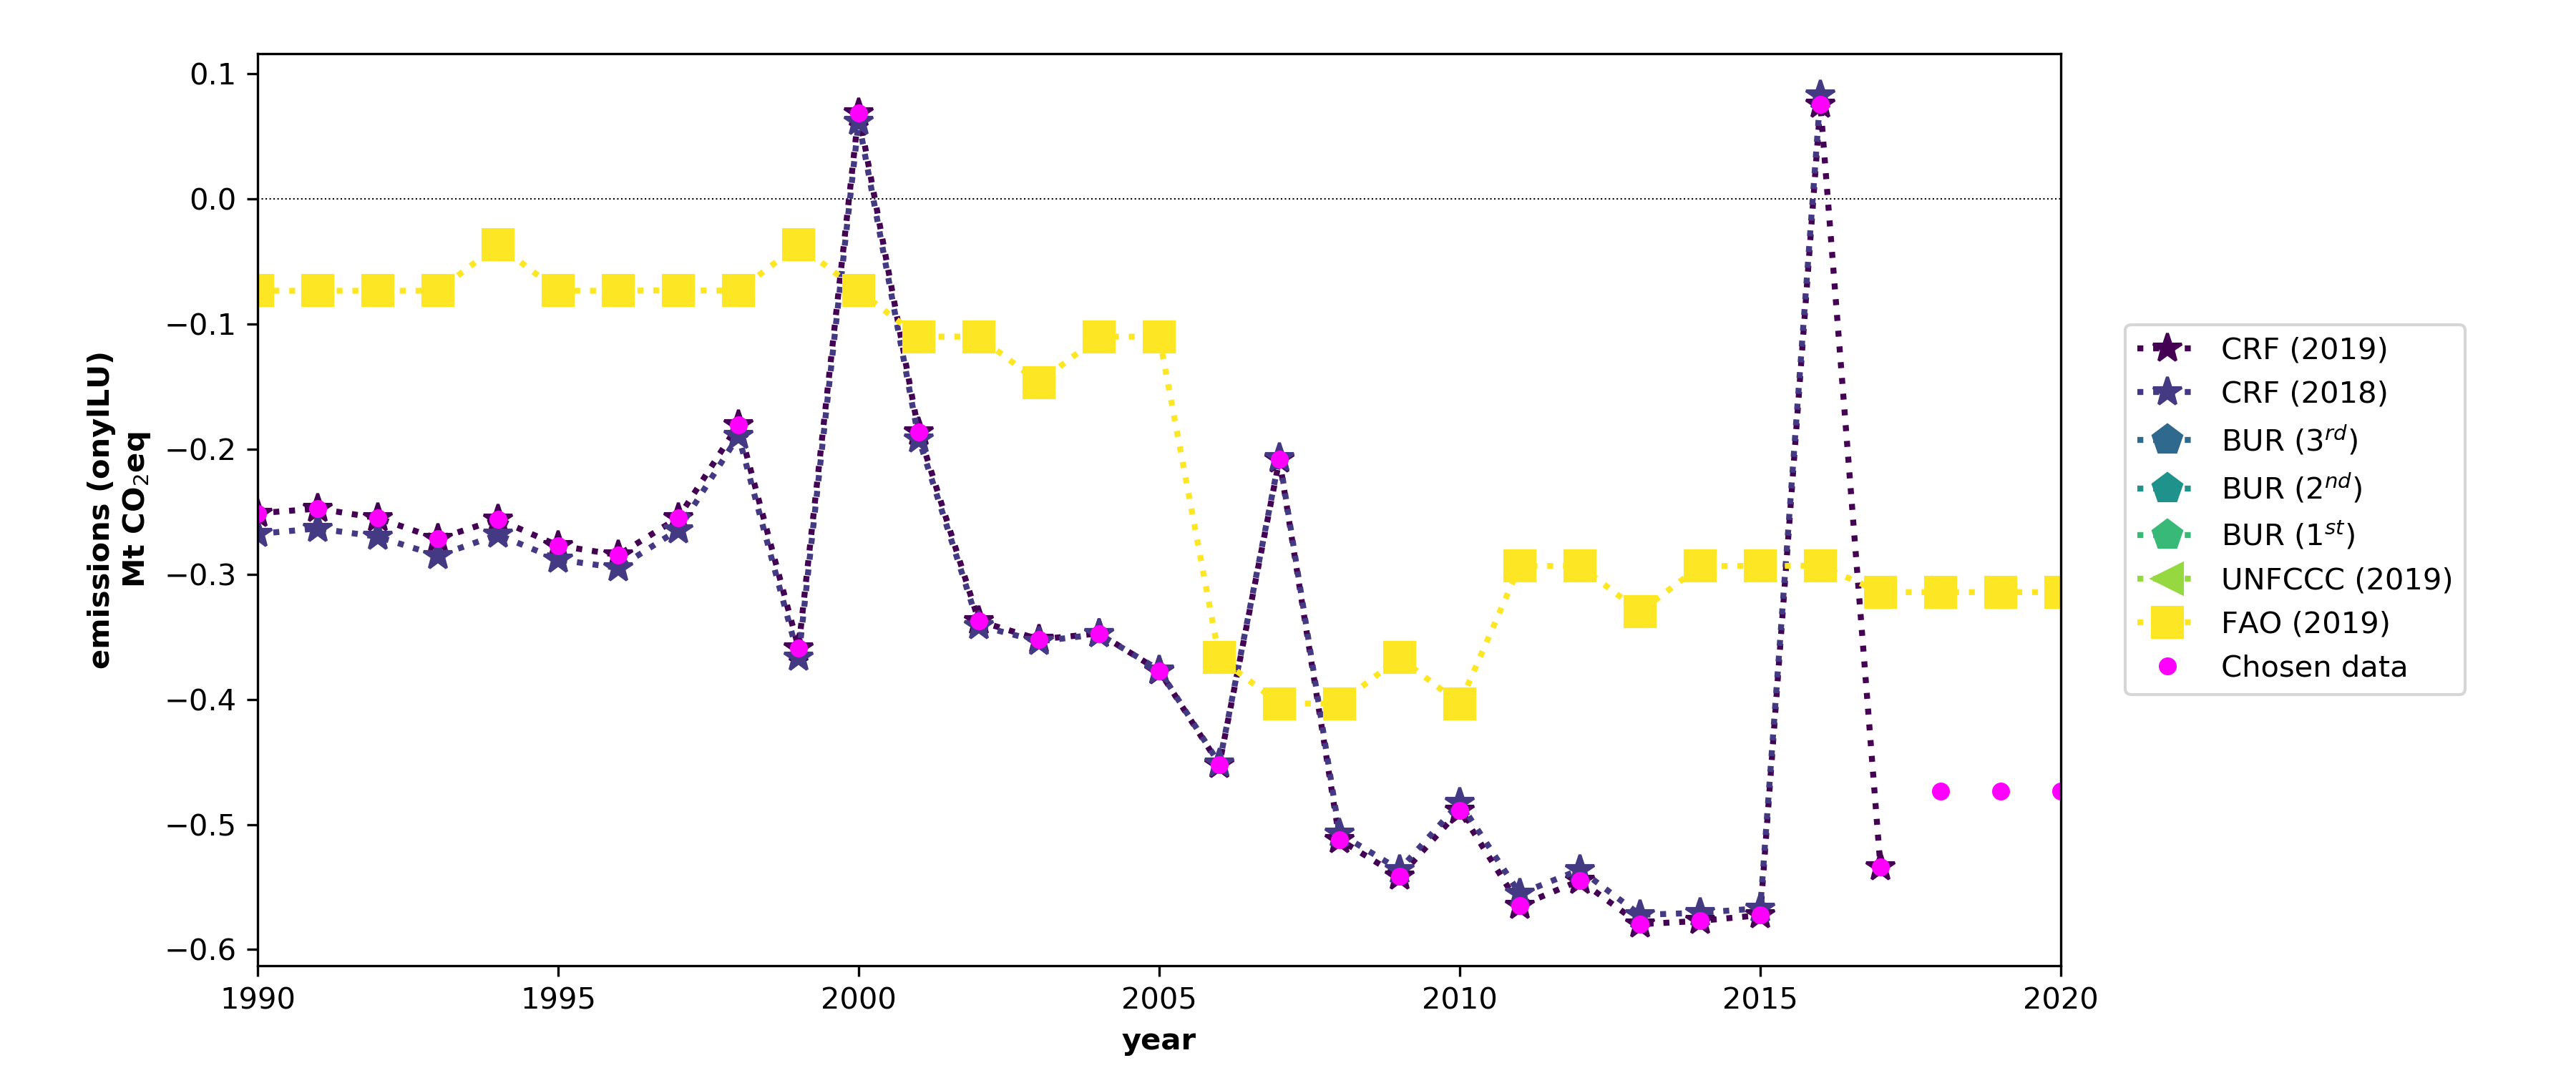 0.1
0.0
−0.1
−0.2
−0.3
−0.4
−0.5
−0.6
emissions (onylLU)
Mt CO₂eq
1990 1995 2000 2005 2010 2015 2020
year
CRF (2019)
CRF (2018)
BUR (3ʳᵈ)
BUR (2ⁿᵈ)
BUR (1ˢᵗ)
UNFCCC (2019)
FAO (2019)
Chosen data